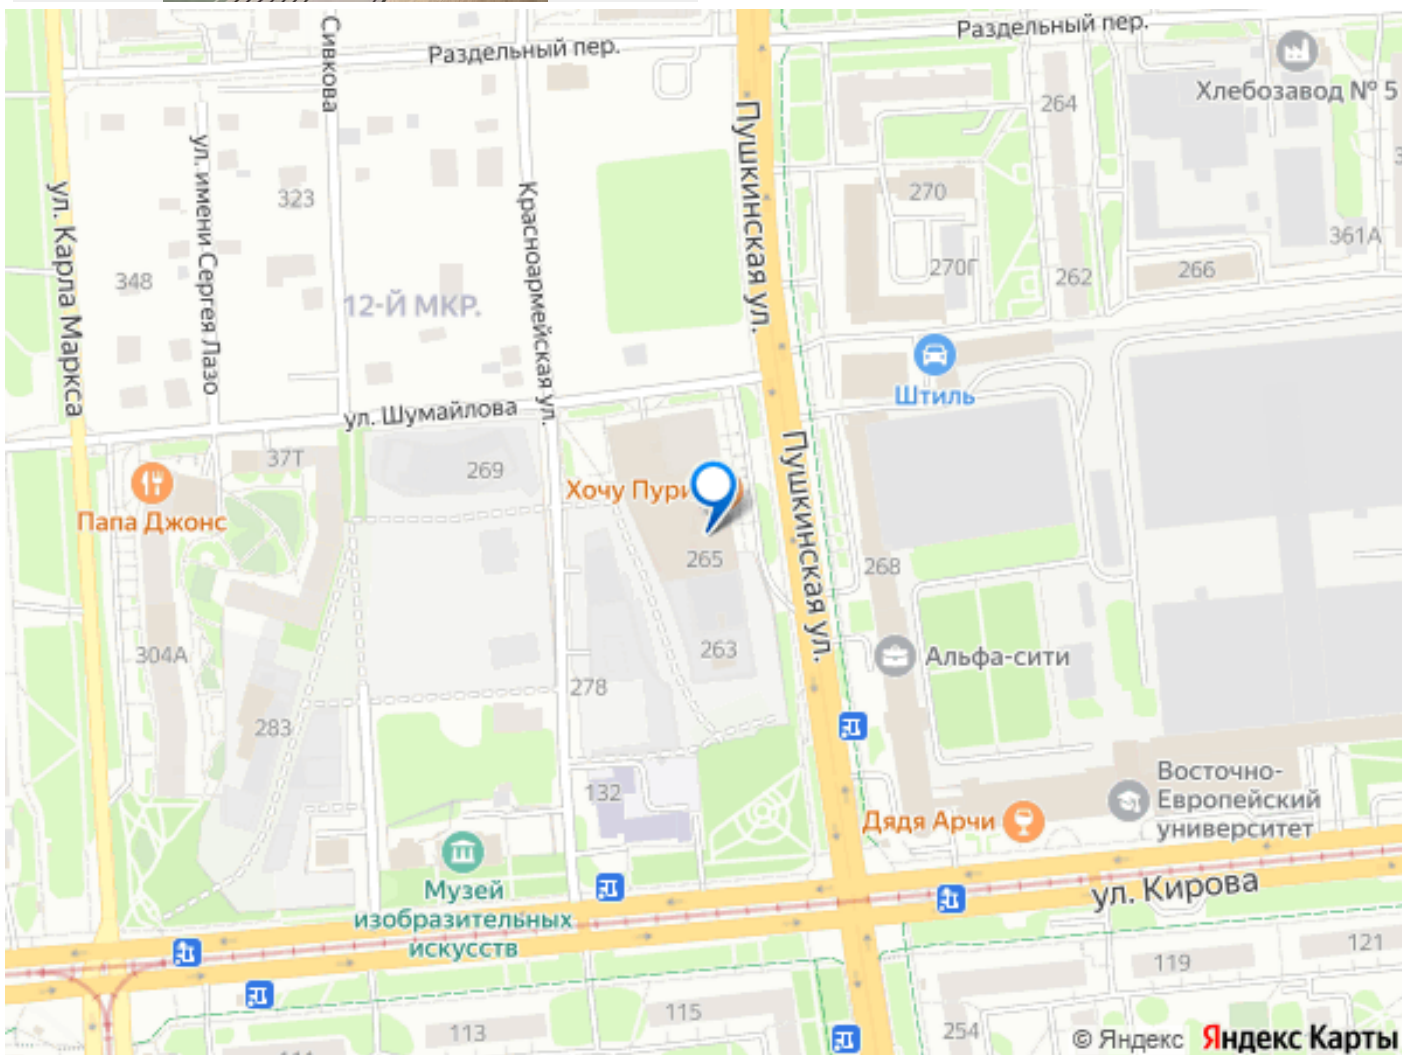 Раздельный пер.
Раздельный пер.
Сивкова
Хлебозавод № 5
264
Пушкинская ул.
ул. имени Сергея Лазо
ул. Карла Маркса
Красноармейская ул.
323
270
361А
348
270Г
262
266
12-Й МКР.
Штиль
ул. Шумайлова
37Т
269
Пушкинская ул.
Папа Джонс
Хочу Пури
265
268
263
304А
Альфа-сити
278
283
132
Восточно-
Европейский
университет
Дядя Арчи
Музей
изобразительных
искусств
ул. Кирова
121
119
115
113
254
© Яндекс Яндекс Карты